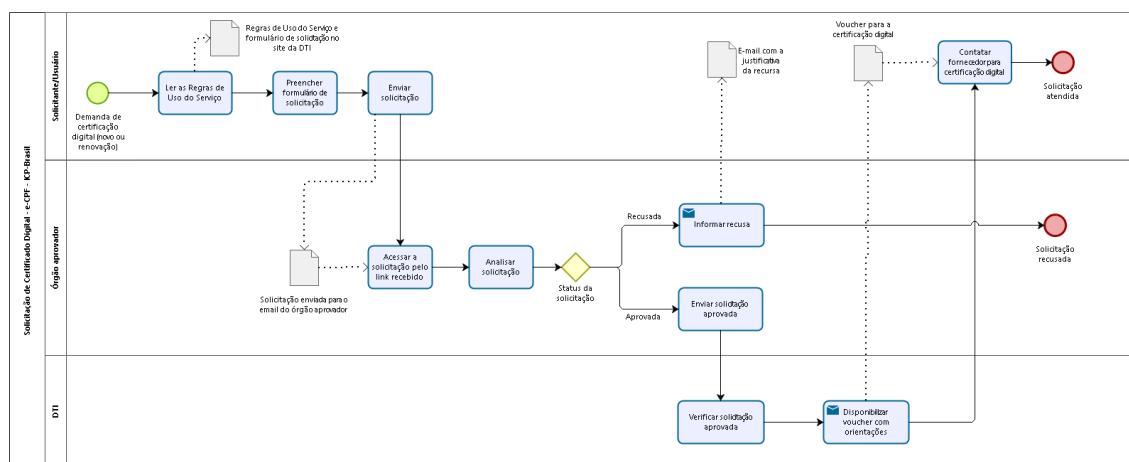 Solicitação de Certificado Digital - e-CPF - ICP-Brasil
Solicitante/Usuário
Demanda de
certificação
digital (novo ou
renovação)
Ler as Regras de
Uso do Serviço
Regras de Uso do Serviço e
formulário de solicitação no
site da DTI
Preencher
formulário de
solicitação
Enviar
solicitação
E-mail com a
justificativa
da recursa
Voucher para a
certificação digital
Contatar
fornecedor para
certificação digital
Solicitação
atendida
Órgão aprovador
Solicitação enviada para o
email do órgão aprovador
Acessar a
solicitação pelo
link recebido
Analisar
solicitação
Status da
solicitação
Recusada
Informar recusa
Solicitação
recusada
Aprovada
Enviar solicitação
aprovada
DTI
Verificar solicitação
aprovada
Disponibilizar
voucher com
orientações